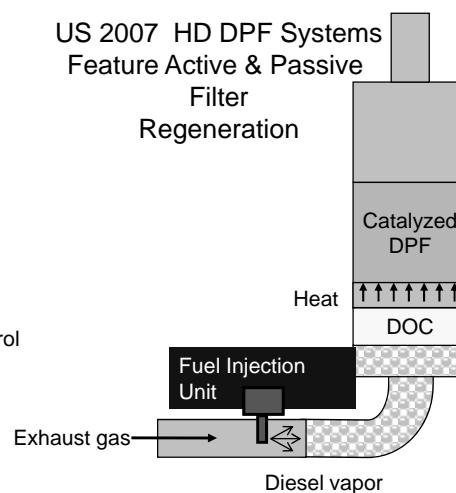 US 2007 HD DPF Systems
Feature Active & Passive
Filter
Regeneration
Catalyzed
DPF
Heat
DOC
rol
Fuel Injection
Unit
Exhaust gas
Diesel vapor